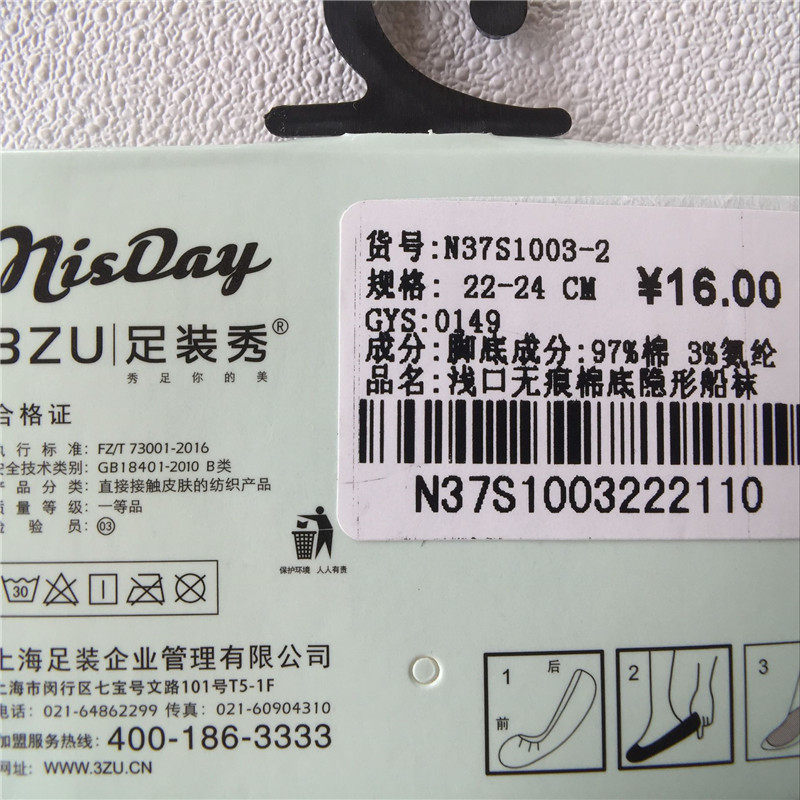 NisDay
3ZU|足装秀®
秀足你的美
合格证
执行标准: FZ/T 73001-2016
安全技术类别: GB18401-2010 B类
产品分类: 直接接触皮肤的纺织产品
质量等级: 一等品
检验员: 03
货号:N37S1003-2
规格: 22-24 CM ¥16.00
GYS:0149
成分:脚底成分:97%棉 3%氨纶
品名:浅口无痕棉底隐形船袜
N37S1003222110
保护环境 人人有责
30
上海足装企业管理有限公司
上海市闵行区七宝号文路101号T5-1F
电话: 021-64862299 传真: 021-60904310
加盟服务热线: 400-186-3333
网址: WWW.3ZU.CN
1 后
前
2
3